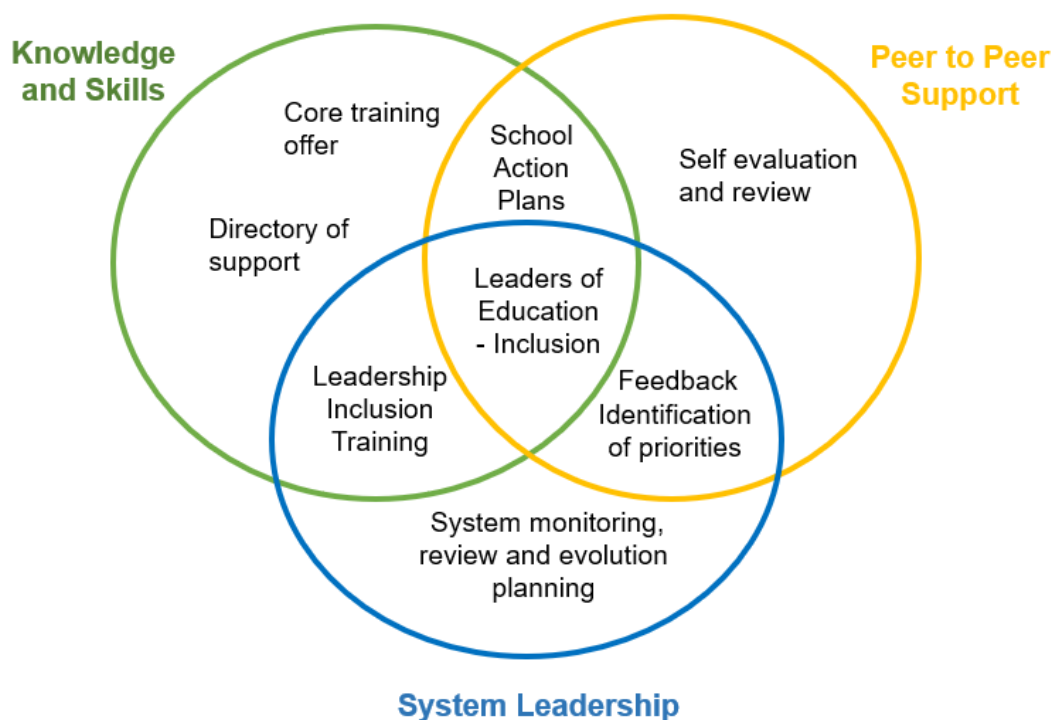 Knowledge
and Skills
Peer to Peer
Support
Core training
offer
School
Action
Plans
Self evaluation
and review
Directory of
support
Leaders of
Education
- Inclusion
Leadership
Inclusion
Training
Feedback
Identification
of priorities
System monitoring,
review and evolution
planning
System Leadership